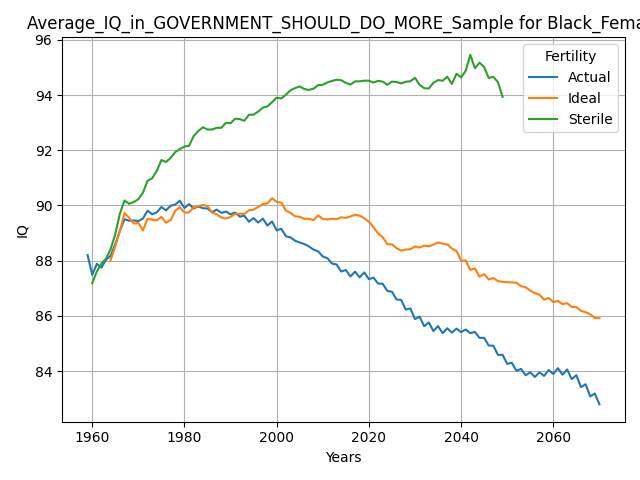 Average_IQ_in_GOVERNMENT_SHOULD_DO_MORE_Sample for Black_Fema
96
94
92
90
88
86
84
IQ
1960
1980
2000
2020
2040
2060
Years
Fertility
Actual
Ideal
Sterile